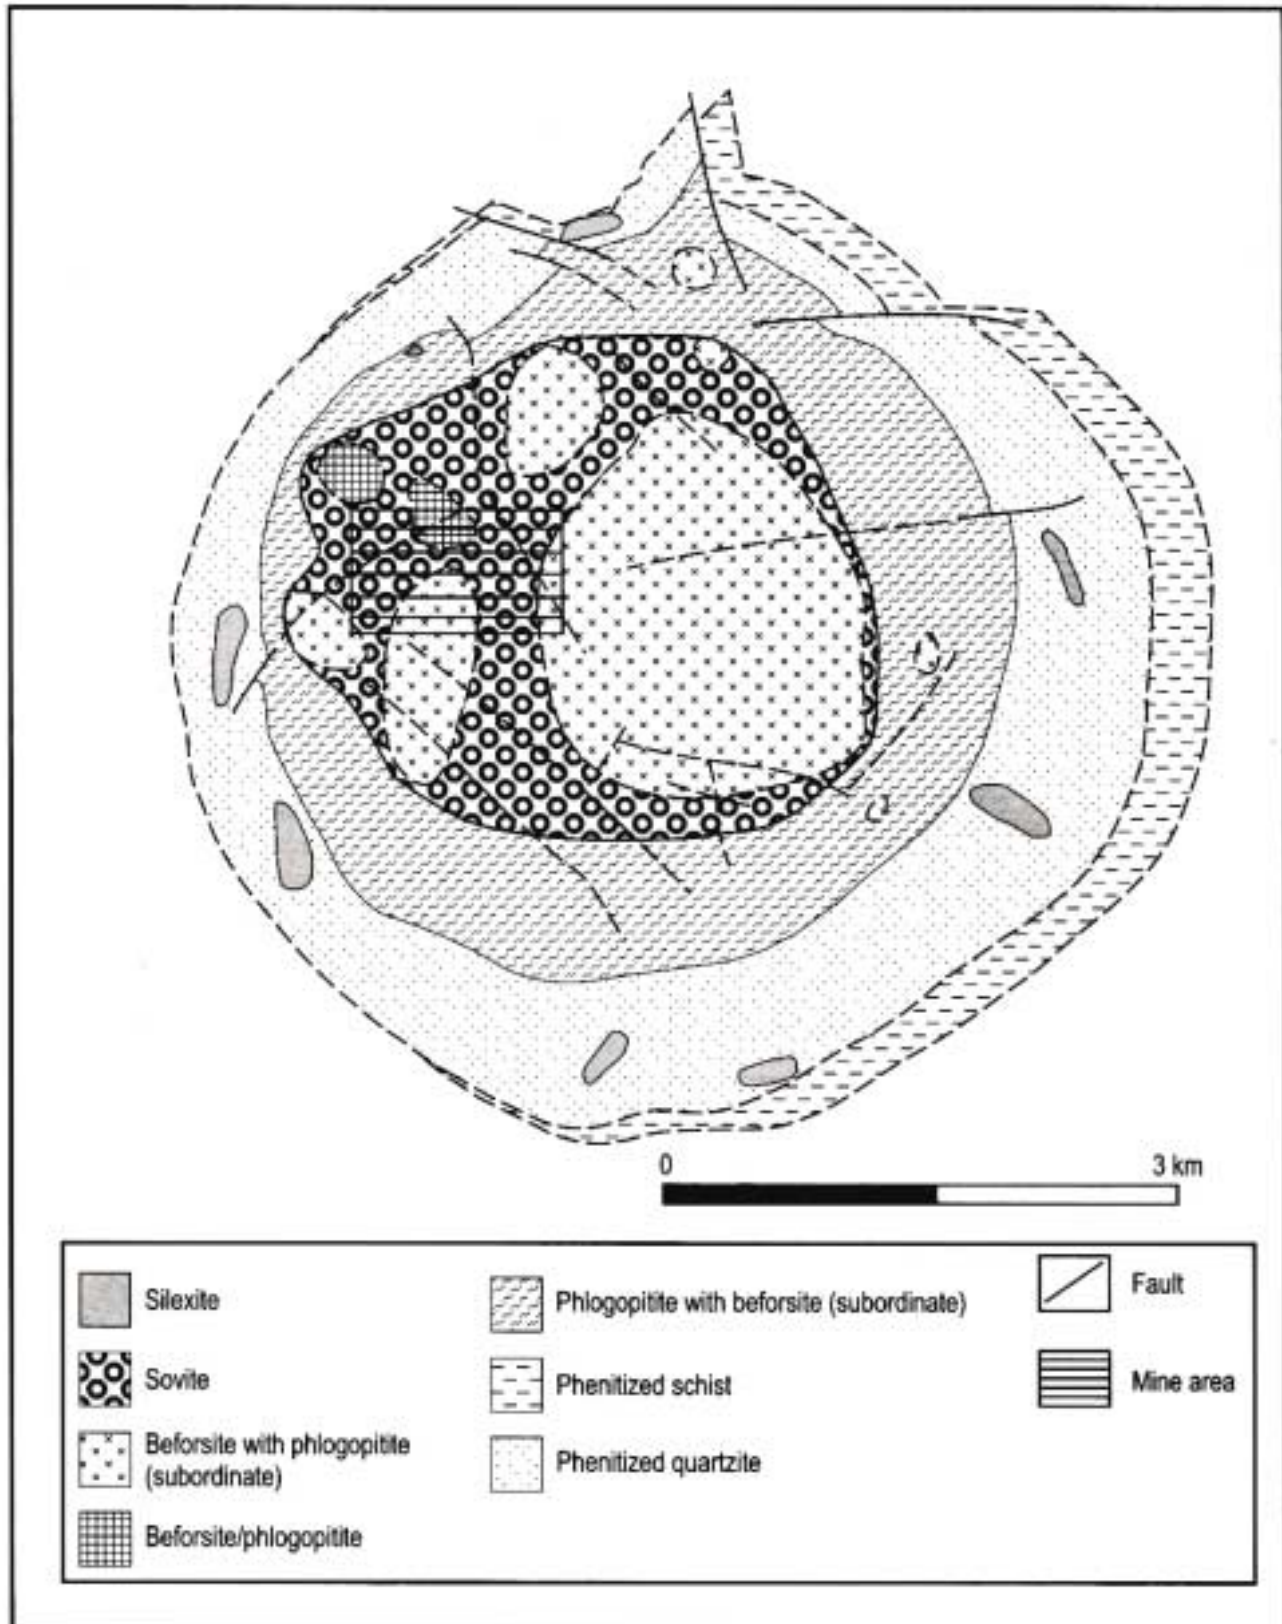 0 3 km
Silexite
Sovite
Beforsite with phlogopitite
(subordinate)
Beforsite/phlogopitite
Phlogopitite with beforsite (subordinate)
Phenitized schist
Phenitized quartzite
Fault
Mine area